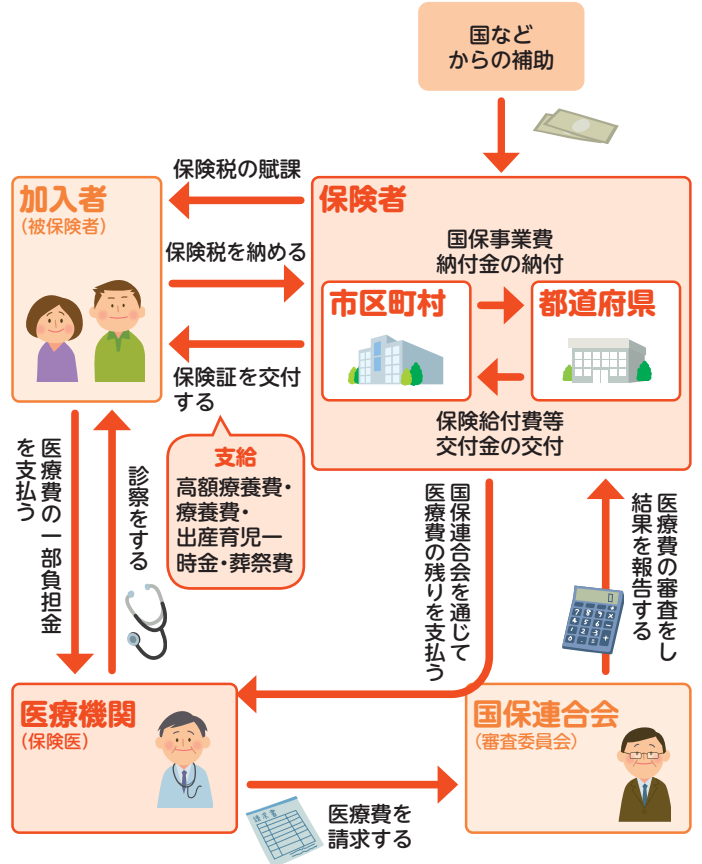 国など
からの補助
保険税の賦課
加入者
(被保険者)
保険者
保険税を納める
国保事業費
納付金の納付
市区町村
都道府県
保険証を交付
する
保険給付費等
交付金の交付
支給
高額療養費・
療養費・
出産育児一
時金・葬祭費
医療費の一部負担金
を支払う
診察をする
国保連合会を通じて
医療費の残りを支払う
医療費の審査をし
結果を報告する
医療機関
(保険医)
国保連合会
(審査委員会)
請求書
医療費を
請求する